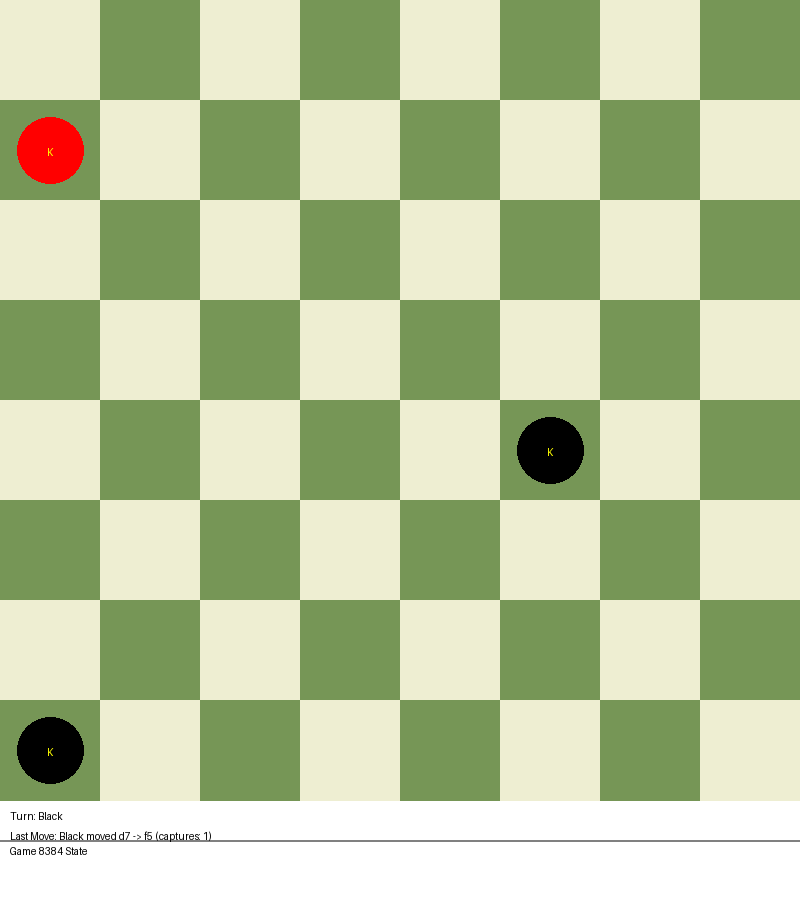 K
K
K
Turn: Black
Last Move: Black moved d7 -> f5 (captures: 1)
Game 8384 State